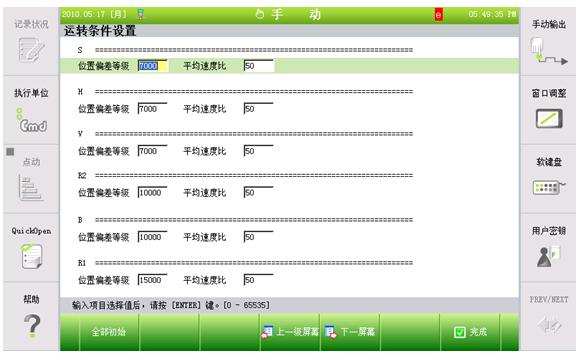 记录状况
2010.05.17 [月]
手 动
e
05:49:35 PM
手动输出
运转条件设置
S ====================================================
位置偏差等级 7000 平均速度比 50
执行单位
H ====================================================
窗口调整
Cmd
位置偏差等级 7000 平均速度比 50
V ====================================================
点动
位置偏差等级 7000 平均速度比 50
软键盘
R2 ====================================================
位置偏差等级 10000 平均速度比 50
B ====================================================
QuickOpen
位置偏差等级 10000 平均速度比 50
用户密钥
R1 ====================================================
位置偏差等级 15000 平均速度比 50
帮助
输入项目选择值后，请按 [ENTER] 键。[0 - 65535]
PREV/NEXT
?
全部初始
上一级屏幕
下一屏幕
完成